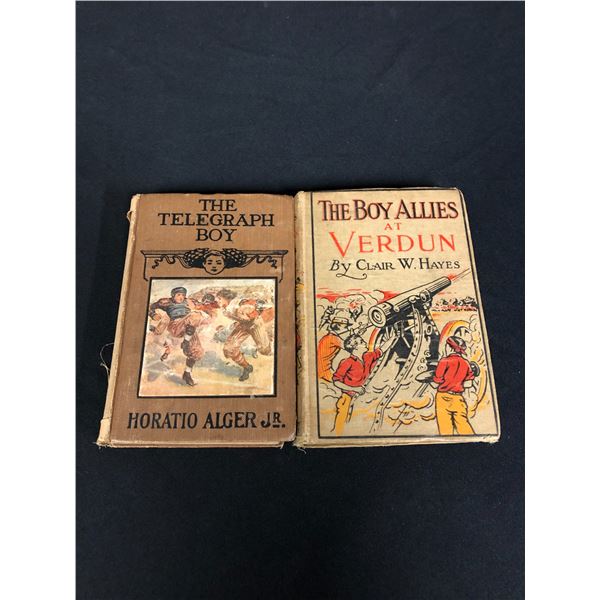 THE
TELEGRAPH
BOY
HORATIO ALGER JR.
THE BOY ALLIES
AT
VERDUN
BY CLAIR W. HAYES